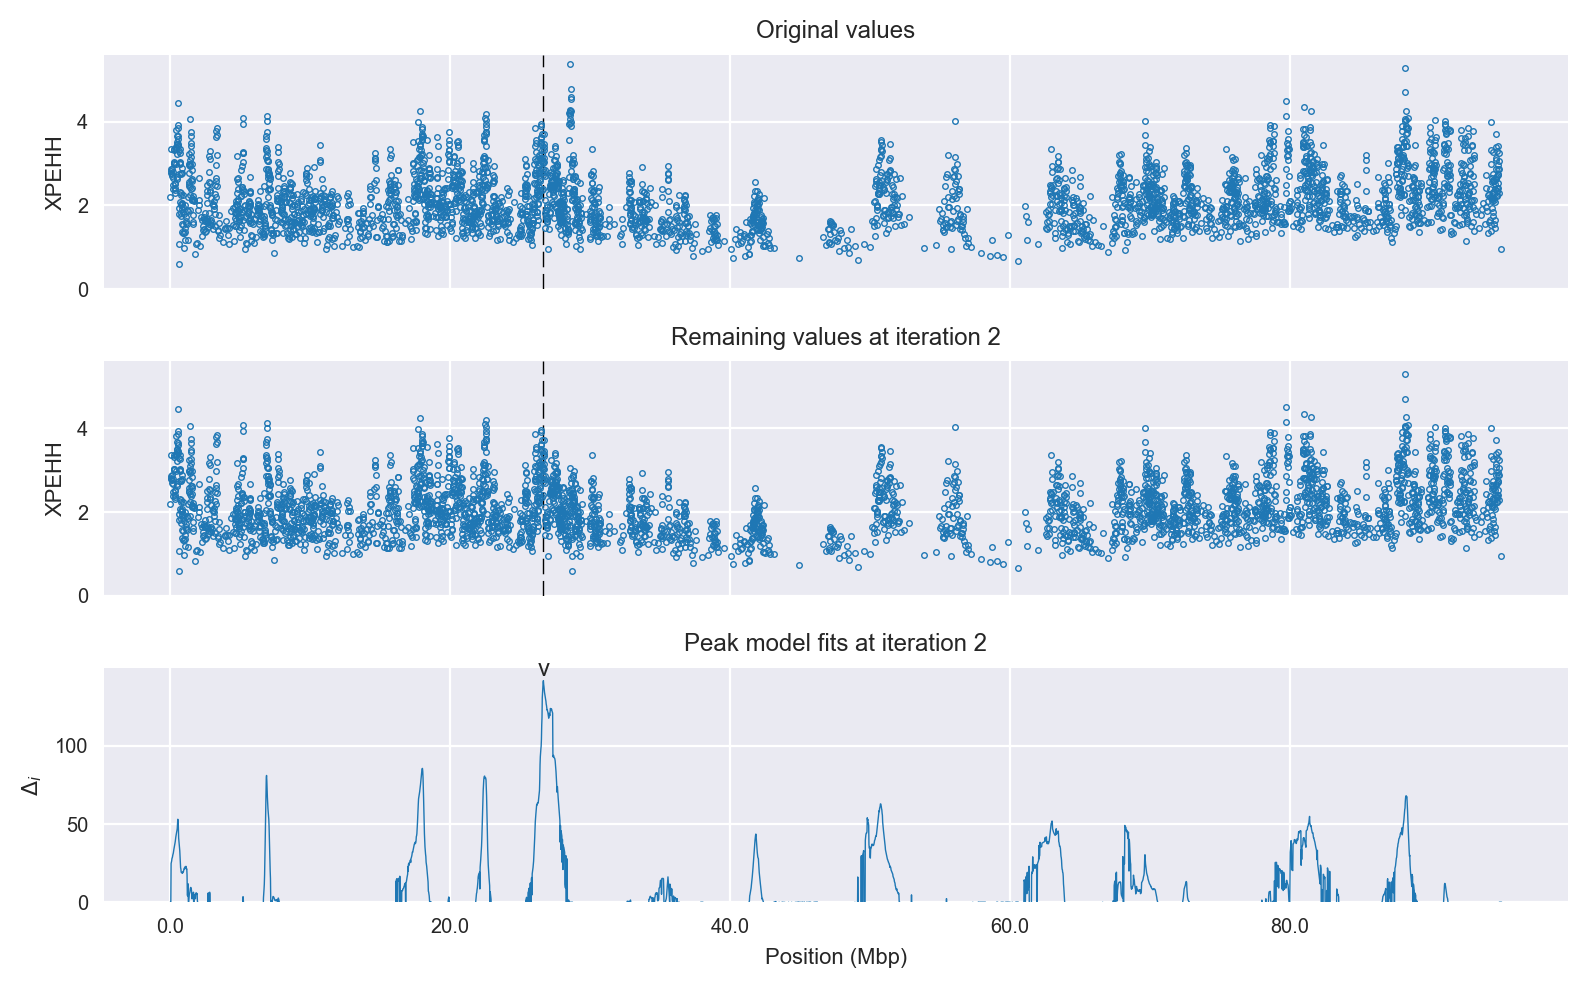 Original values
4
2
0
XPEHH
Remaining values at iteration 2
4
2
0
XPEHH
Peak model fits at iteration 2
v
100
50
0
Δi
0.0 20.0 40.0 60.0 80.0
Position (Mbp)